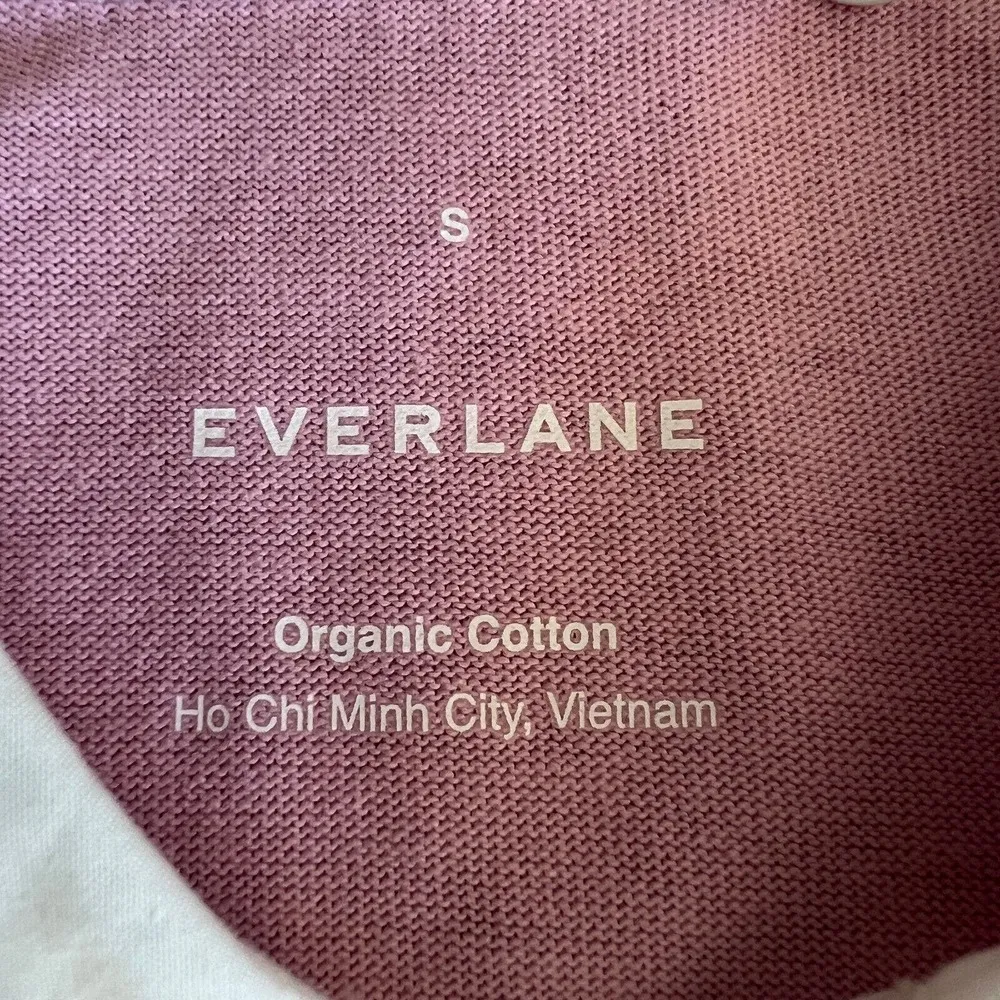 S
EVERLANE
Organic Cotton
Ho Chi Minh City, Vietnam